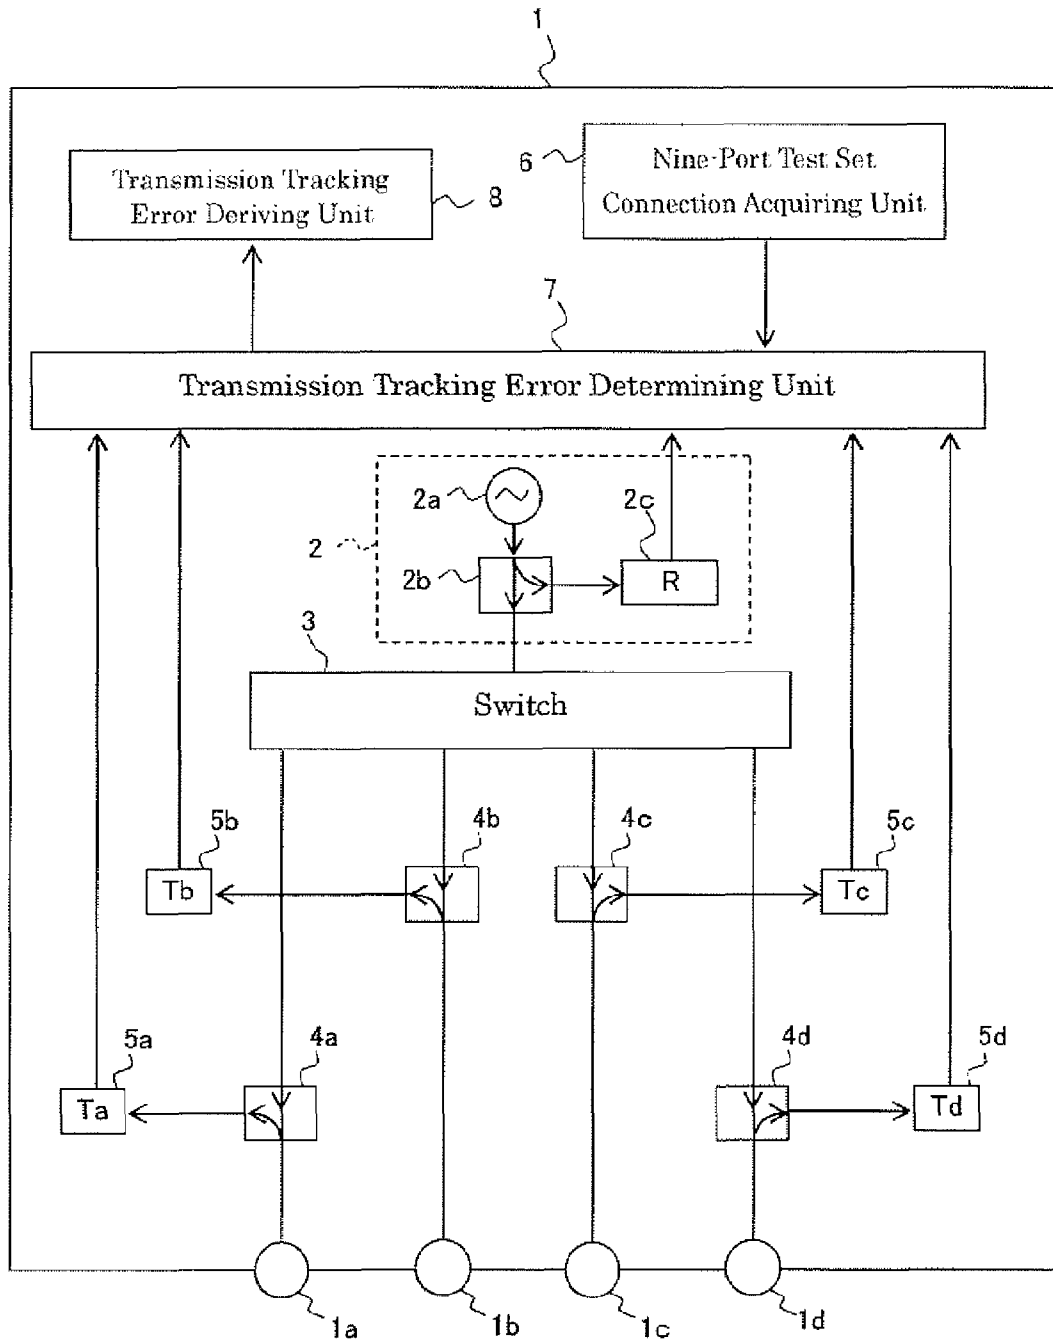 1
Transmission Tracking
Error Deriving Unit
8
6
Nine-Port Test Set
Connection Acquiring Unit
7
Transmission Tracking Error Determining Unit
2
2a
2b
2c
R
3
Switch
5b
4b
4c
5c
Tb
Tc
5a
4a
4d
5d
Ta
Td
1a
1b
1c
1d